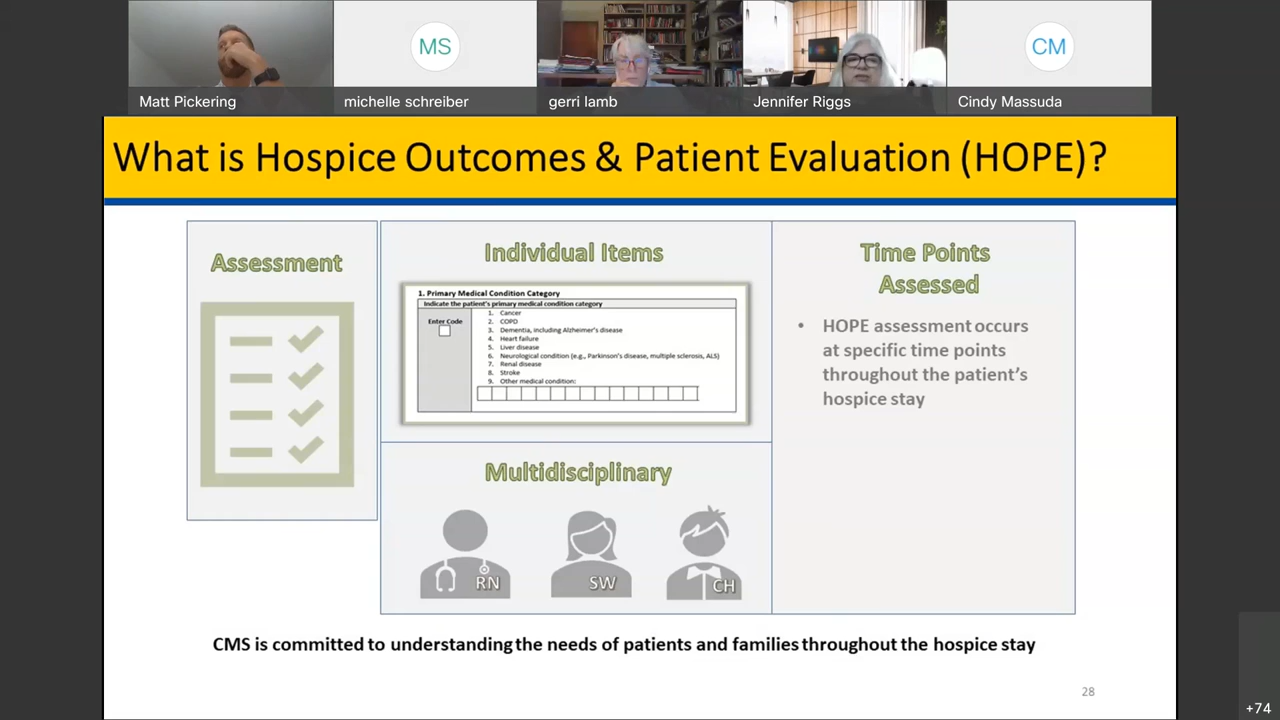 MS
CM
Matt Pickering
michelle schreiber
gerri lamb
Jennifer Riggs
Cindy Massuda
What is Hospice Outcomes & Patient Evaluation (HOPE)?
Assessment
Individual Items
1. Primary Medical Condition Category
Indicate the patient's primary medical condition category
Enter Code
1. Cancer
2. COPD
3. Dementia, including Alzheimer's disease
4. Heart failure
5. Liver disease
6. Neurological condition (e.g., Parkinson's disease, multiple sclerosis, ALS)
7. Renal disease
8. Stroke
9. Other medical condition:
Multidisciplinary
RN
SW
CH
Time Points
Assessed
• HOPE assessment occurs
at specific time points
throughout the patient's
hospice stay
CMS is committed to understanding the needs of patients and families throughout the hospice stay
28
+74